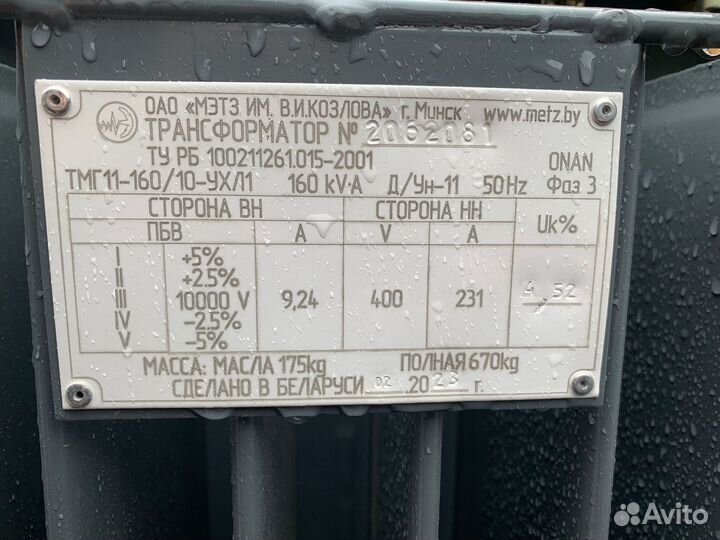 ОАО «МЭТЗ ИМ. В.И.КОЗЛОВА» г. Минск www.metz.by
ТРАНСФОРМАТОР № 2062081
ТУ РБ 100211261.015-2001 ONAN
ТМГ11-160/10-УХЛ1 160 kV·A Д/Ун-11 50Hz Фаз 3
СТОРОНА ВН СТОРОНА НН Uk%
ПБВ A V A
I +5%
II +2.5%
III 10000 V 9,24 400 231 4,52
IV -2.5%
V -5%
МАССА: МАСЛА 175kg ПОЛНАЯ 670kg
СДЕЛАНО В БЕЛАРУСИ 02.2023 г.
Avito